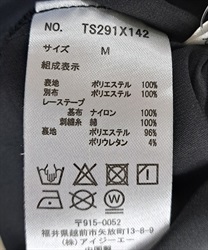 NO. TS291X142
サイズ M
組成表示
表地 ポリエステル 100%
別布 ポリエステル 100%
レーステープ
基布 ナイロン 100%
刺繍糸 綿 100%
裏地 ポリエステル 96%
ポリウレタン 4%
〒915-0052
福井県越前市矢放町13-8-9
(株)アイジーエー
中国製